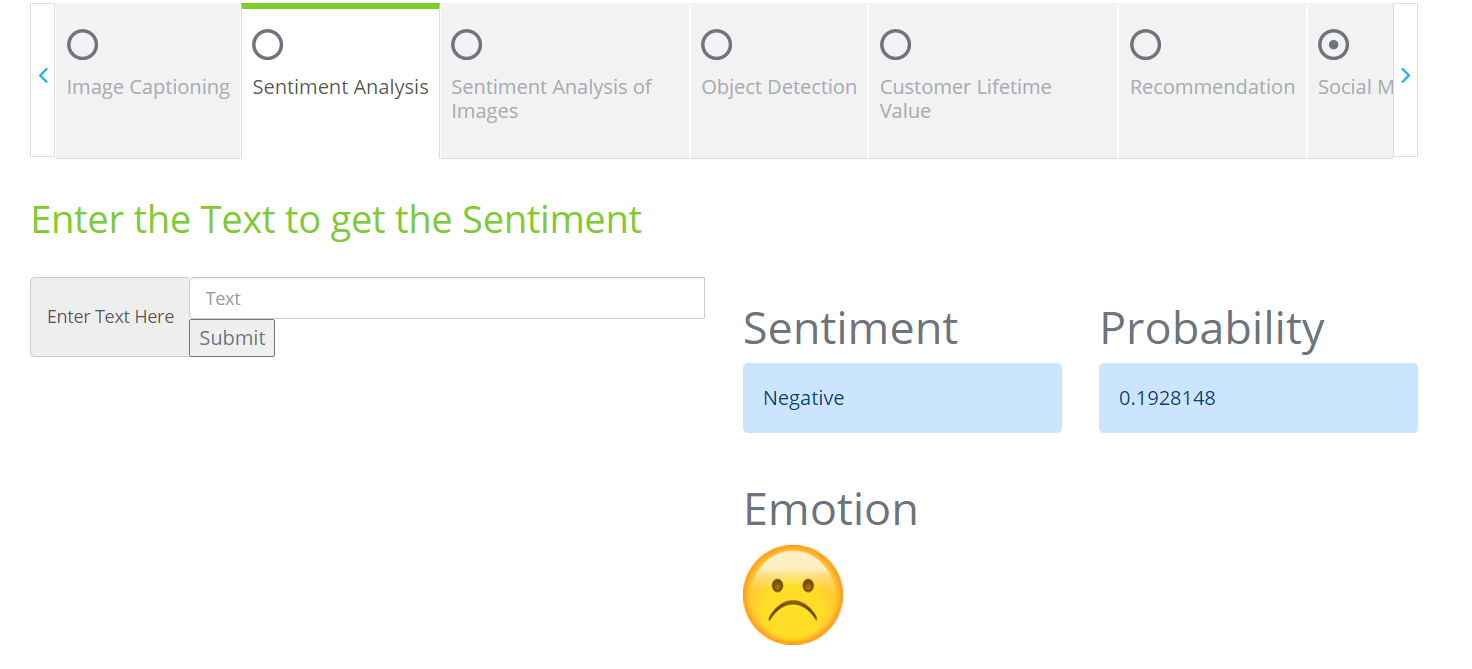 Image Captioning
Sentiment Analysis
Sentiment Analysis of
Images
Object Detection
Customer Lifetime
Value
Recommendation
Social M
Enter the Text to get the Sentiment
Enter Text Here
Text
Submit
Sentiment
Probability
Negative
0.1928148
Emotion